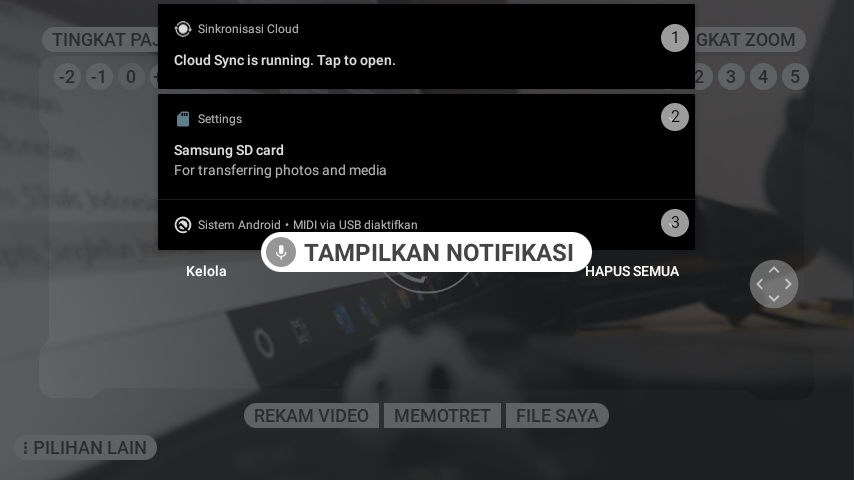 Sinkronisasi Cloud
1
Cloud Sync is running. Tap to open.
TINGKAT PAJ
GKAT ZOOM
-2 -1 0
2 3 4 5
Settings
2
Samsung SD card
For transferring photos and media
Sistem Android • MIDI via USB diaktifkan
3
TAMPILKAN NOTIFIKASI
Kelola
HAPUS SEMUA
REKAM VIDEO
MEMOTRET
FILE SAYA
PILIHAN LAIN